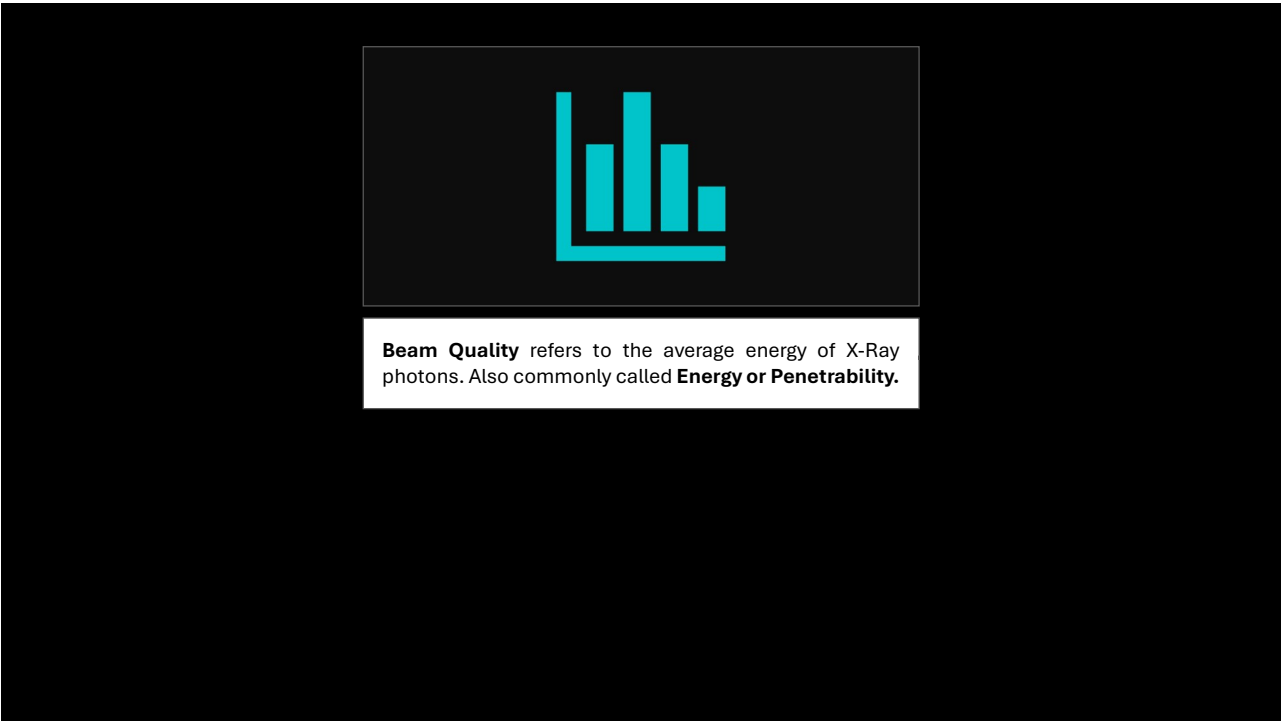 Beam Quality refers to the average energy of X-Ray
photons. Also commonly called Energy or Penetrability.